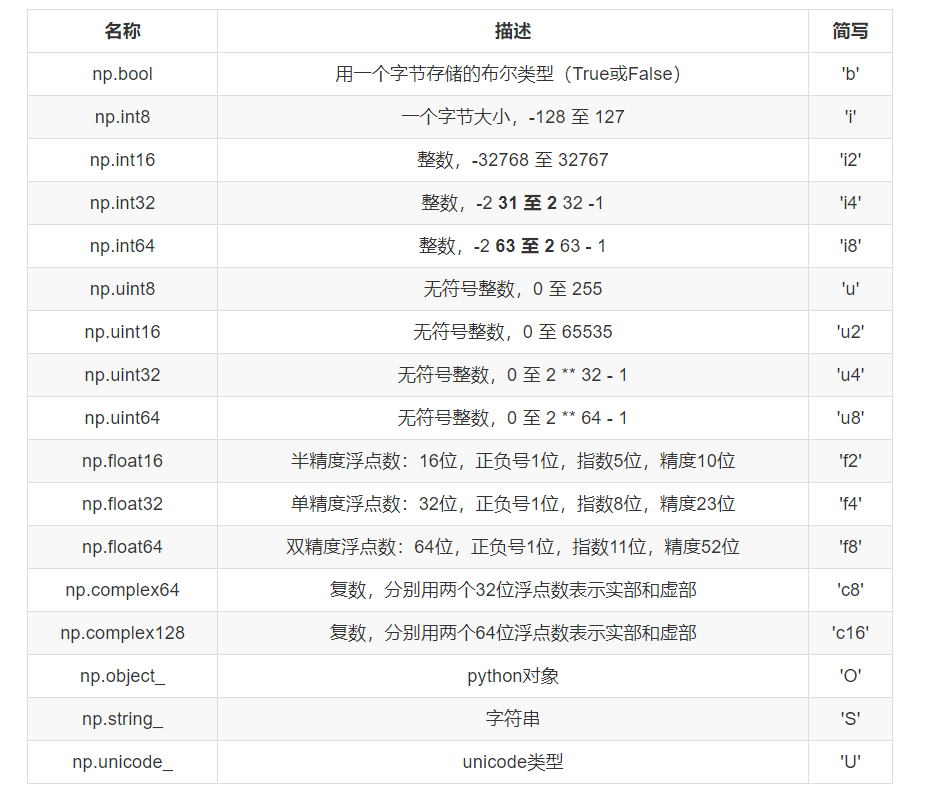 名称 描述 简写
np.bool 用一个字节存储的布尔类型（True或False） 'b'
np.int8 一个字节大小，-128 至 127 'i'
np.int16 整数，-32768 至 32767 'i2'
np.int32 整数，-2 31 至 2 32 -1 'i4'
np.int64 整数，-2 63 至 2 63 - 1 'i8'
np.uint8 无符号整数，0 至 255 'u'
np.uint16 无符号整数，0 至 65535 'u2'
np.uint32 无符号整数，0 至 2 ** 32 - 1 'u4'
np.uint64 无符号整数，0 至 2 ** 64 - 1 'u8'
np.float16 半精度浮点数：16位，正负号1位，指数5位，精度10位 'f2'
np.float32 单精度浮点数：32位，正负号1位，指数8位，精度23位 'f4'
np.float64 双精度浮点数：64位，正负号1位，指数11位，精度52位 'f8'
np.complex64 复数，分别用两个32位浮点数表示实部和虚部 'c8'
np.complex128 复数，分别用两个64位浮点数表示实部和虚部 'c16'
np.object_ python对象 'O'
np.string_ 字符串 'S'
np.unicode_ unicode类型 'U'